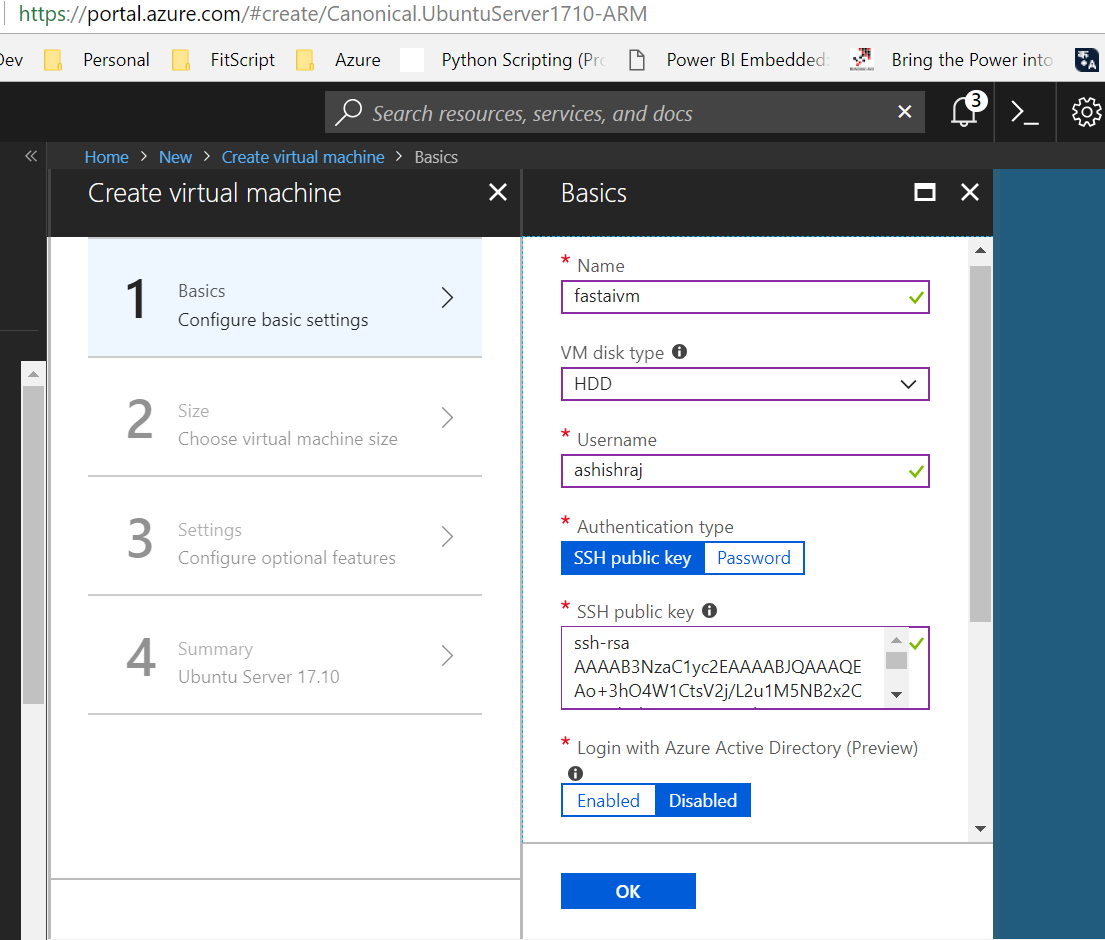 https://portal.azure.com/#create/Canonical.UbuntuServer1710-ARM
Dev Personal FitScript Azure Python Scripting (Pro Power BI Embedded: Bring the Power into
Search resources, services, and docs
3
Home > New > Create virtual machine > Basics
Create virtual machine
1
Basics
Configure basic settings
2
Size
Choose virtual machine size
3
Settings
Configure optional features
4
Summary
Ubuntu Server 17.10
Basics
* Name
fastaivm
VM disk type
HDD
* Username
ashishraj
* Authentication type
SSH public key Password
* SSH public key
ssh-rsa
AAAAB3NzaC1yc2EAAAABJQAAAQE
Ao+3hO4W1CtsV2j/L2u1M5NB2x2C
* Login with Azure Active Directory (Preview)
Enabled Disabled
OK